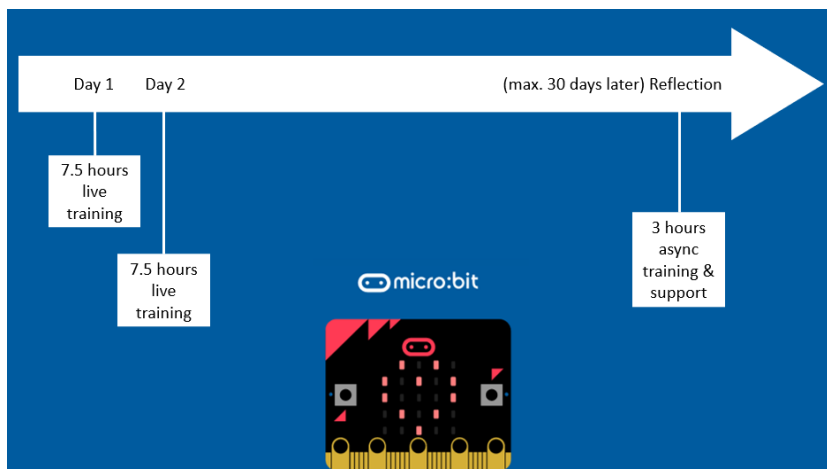 Day 1
Day 2
(max. 30 days later) Reflection
7.5 hours
live
training
7.5 hours
live
training
3 hours
async
training &
support
micro:bit